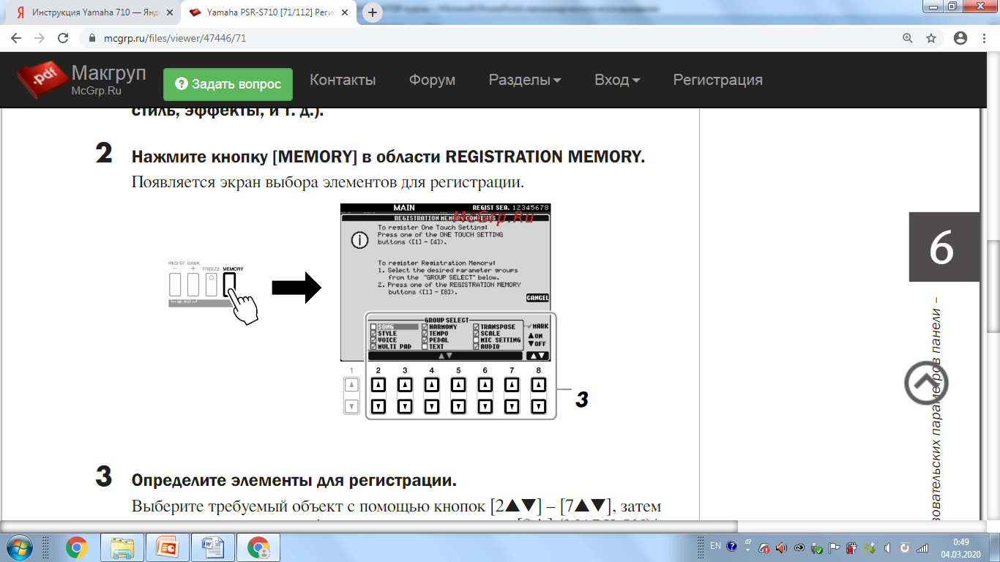 Инструкция Yamaha 710 — Янд
Yamaha PSR-S710 [71/112] Реги
mcgrp.ru/files/viewer/47446/71
.pdf
Макгруп
McGrp.Ru
Задать вопрос
Контакты
Форум
Разделы
Вход
Регистрация
стиль, эффекты, и т. д.).
2 Нажмите кнопку [MEMORY] в области REGISTRATION MEMORY.
Появляется экран выбора элементов для регистрации.
MAIN REGIST SEQ. 12345678
REGISTRATION MEMORY CONTENTS
McGrp.Ru
To register One Touch Setting:
Press one of the ONE TOUCH SETTING
buttons ([1] - [4]).
To register Registration Memory:
1. Select the desired parameter groups
from the "GROUP SELECT" below.
2. Press one of the REGISTRATION MEMORY
buttons ([1] - [8]).
CANCEL
REGIST BANK
- + FREEZE MEMORY
SELECT
GROUP SELECT
SONG HARMONY TRANSPOSE MARK
STYLE TEMPO SCALE ▲ON
VOICE PEDAL MIC SETTING ▼OFF
MULTI PAD TEXT AUDIO
1 2 3 4 5 6 7 8
3
6
зовательских параметров панели –
3 Определите элементы для регистрации.
Выберите требуемый объект с помощью кнопок [2▲▼] – [7▲▼], затем
EN
0:49
04.03.2020